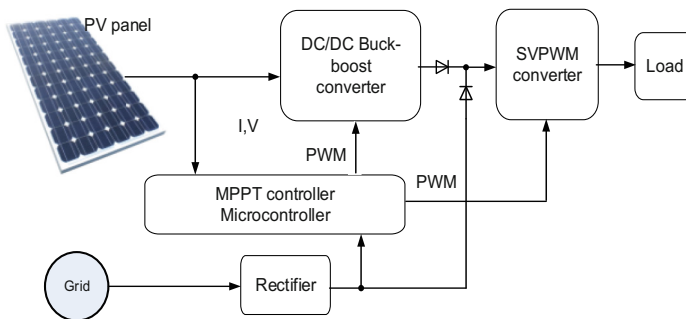 PV panel
DC/DC Buck-
boost
converter
SVPWM
converter
Load
I,V
PWM
MPPT controller
Microcontroller
PWM
Grid
Rectifier